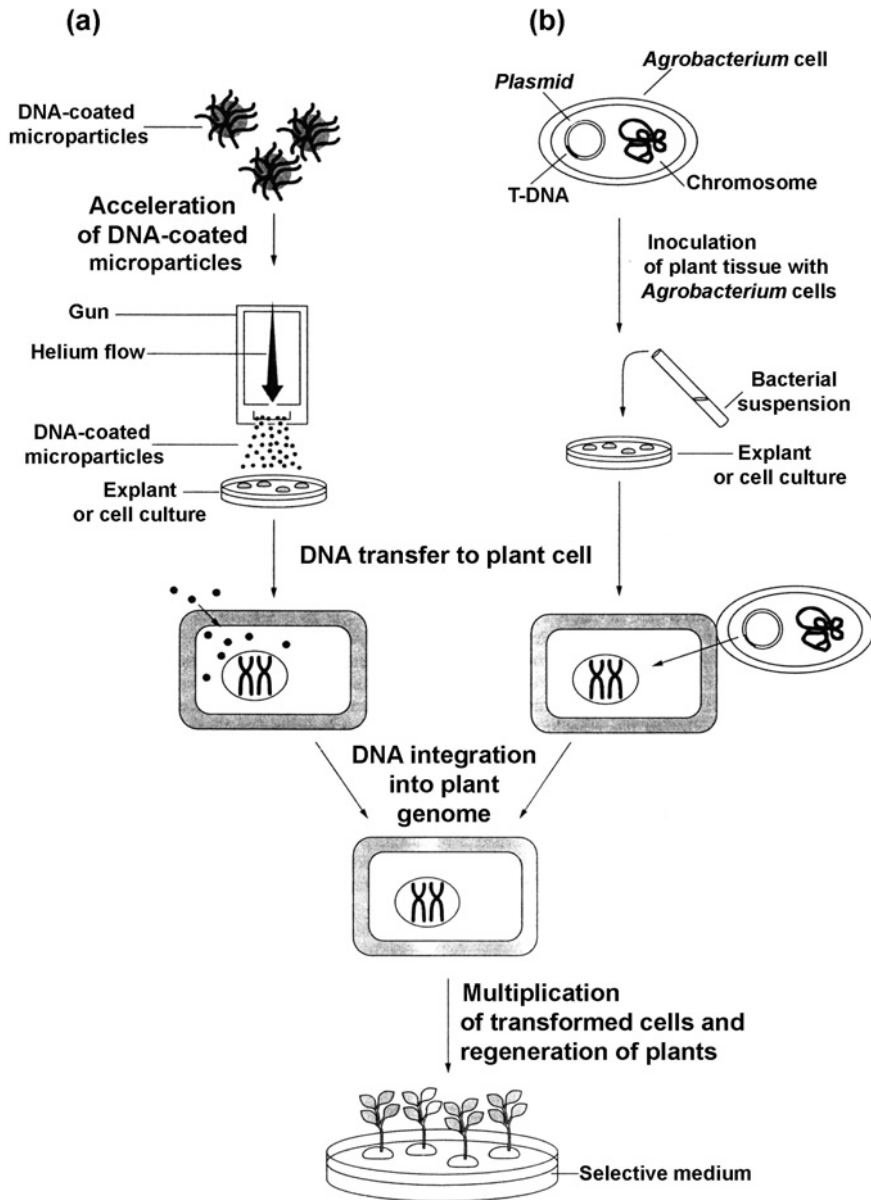 (a)
(b)
Agrobacterium cell
Plasmid
DNA-coated
microparticles
T-DNA
Chromosome
Acceleration
of DNA-coated
microparticles
Inoculation
of plant tissue with
Agrobacterium cells
Gun
Helium flow
Bacterial
suspension
DNA-coated
microparticles
Explant
or cell culture
Explant
or cell culture
DNA transfer to plant cell
DNA integration
into plant
genome
Multiplication
of transformed cells and
regeneration of plants
Selective medium